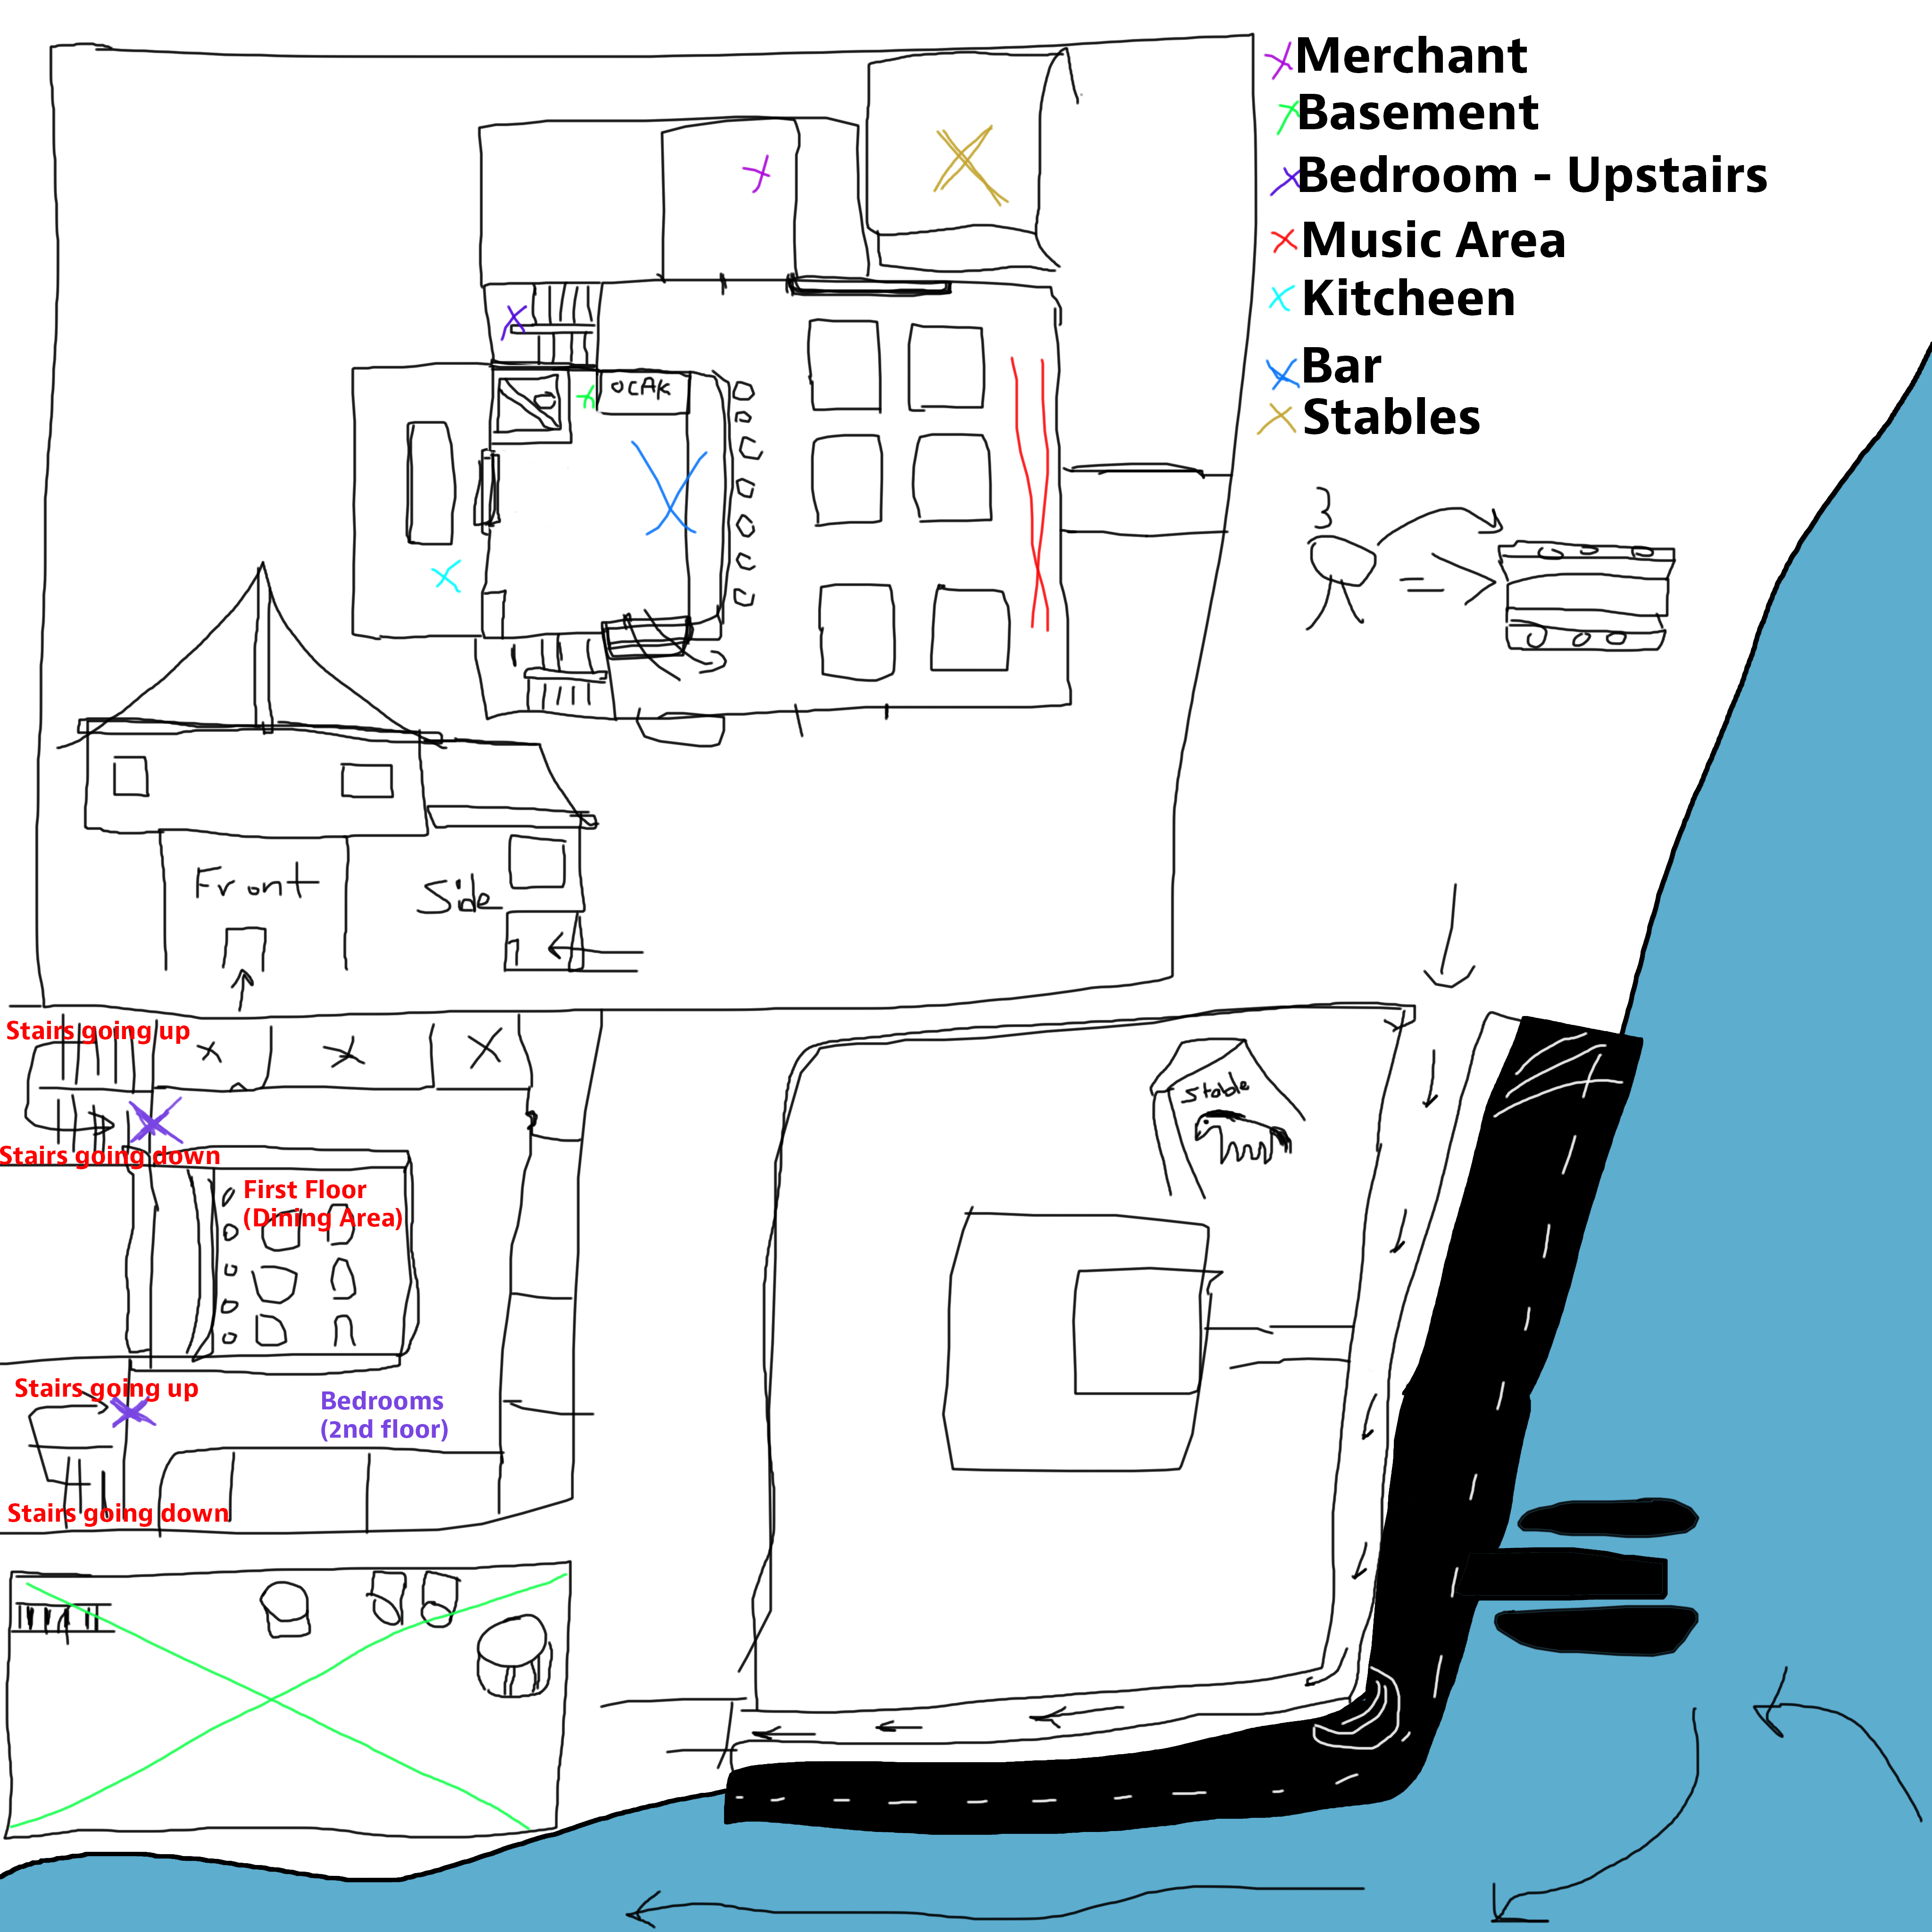 Merchant
Basement
Bedroom - Upstairs
Music Area
Kitcheen
Bar
Stables
OCAK
3
Front
Side
Stairs going up
Stairs going down
First Floor
(Dining Area)
Stairs going up
Bedrooms
(2nd floor)
Stairs going down
Stable